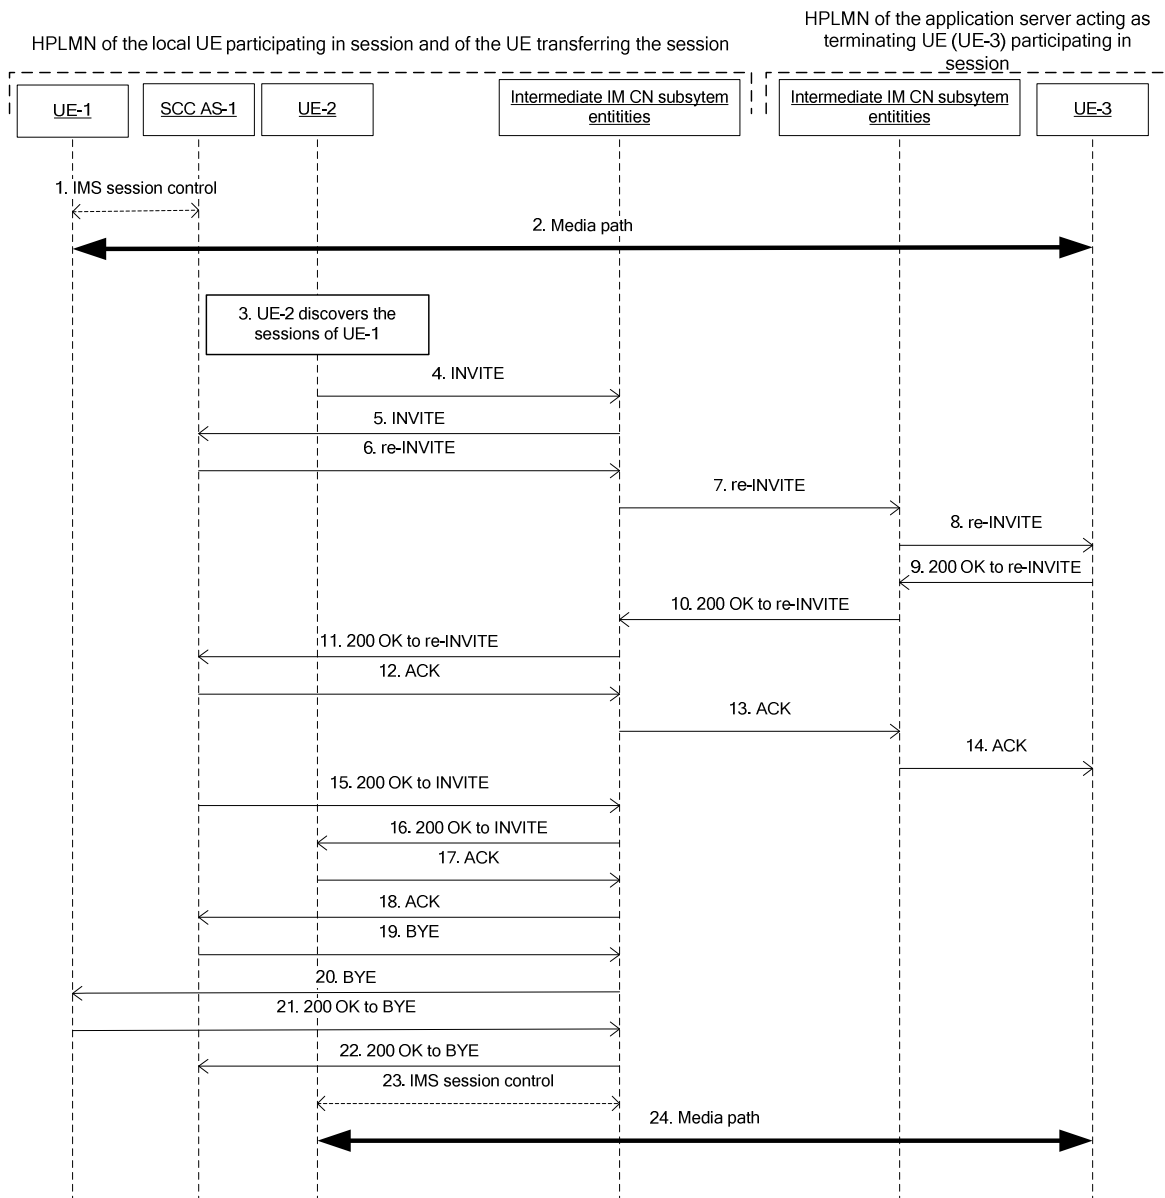 HPLMN of the local UE participating in session and of the UE transferring the session
HPLMN of the application server acting as
terminating UE (UE-3) participating in
session
UE-1
SCC AS-1
UE-2
Intermediate IM CN subsytem
entitities
Intermediate IM CN subsytem
entitities
UE-3
1. IMS session control
2. Media path
3. UE-2 discovers the
sessions of UE-1
4. INVITE
5. INVITE
6. re-INVITE
7. re-INVITE
8. re-INVITE
9. 200 OK to re-INVITE
10. 200 OK to re-INVITE
11. 200 OK to re-INVITE
12. ACK
13. ACK
14. ACK
15. 200 OK to INVITE
16. 200 OK to INVITE
17. ACK
18. ACK
19. BYE
20. BYE
21. 200 OK to BYE
22. 200 OK to BYE
23. IMS session control
24. Media path